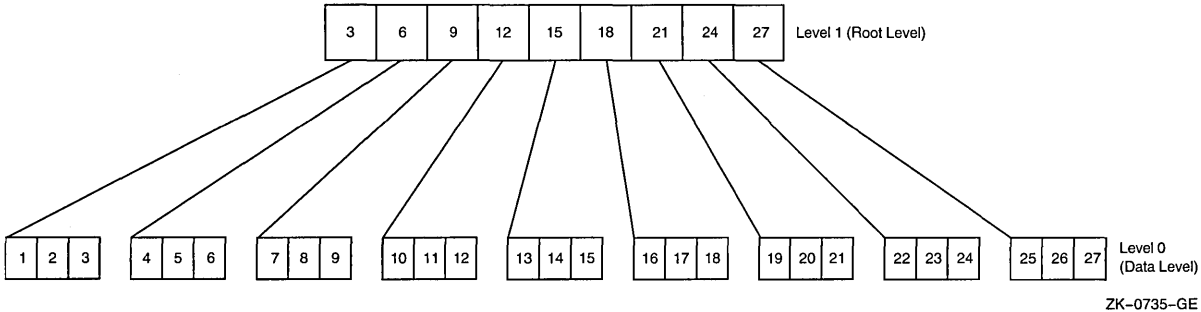 3 6 9 12 15 18 21 24 27 Level 1 (Root Level)
1 2 3 4 5 6 7 8 9 10 11 12 13 14 15 16 17 18 19 20 21 22 23 24 25 26 27 Level 0
(Data Level)
ZK-0735-GE